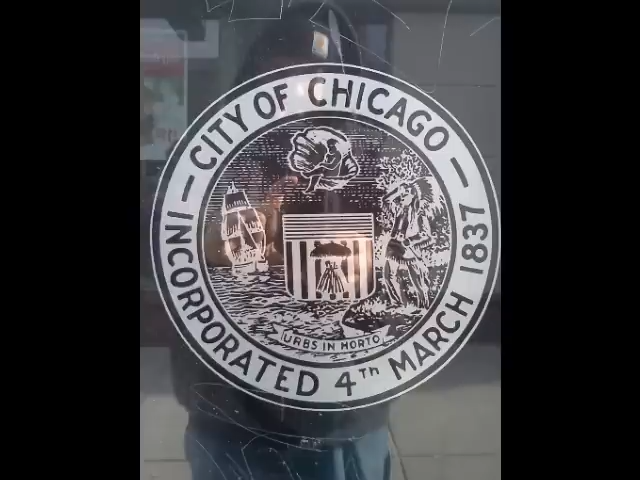 CITY OF CHICAGO
INCORPORATED 4TH MARCH 1837
URBS IN HORTO